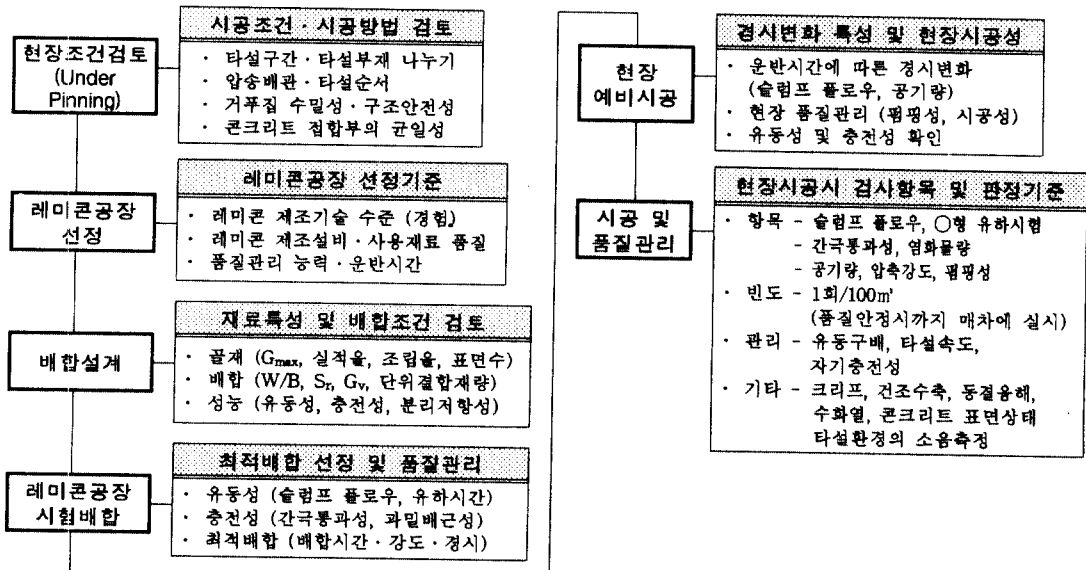 현장조건검토
(Under
Pinning)
시공조건 · 시공방법 검토
· 타설구간 · 타설부재 나누기
· 압송배관 · 타설순서
· 거푸집 수밀성 · 구조안전성
· 콘크리트 접합부의 균일성
레미콘공장
선정
레미콘공장 선정기준
· 레미콘 제조기술 수준 (경험)
· 레미콘 제조설비 · 사용재료 품질
· 품질관리 능력 · 운반시간
배합설계
재료특성 및 배합조건 검토
· 골재 (Gmax, 실적율, 조립율, 표면수)
· 배합 (W/B, Sr, Gv, 단위결합재량)
· 성능 (유동성, 충전성, 분리저항성)
레미콘공장
시험배합
최적배합 선정 및 품질관리
· 유동성 (슬럼프 플로우, 유하시간)
· 충전성 (간극통과성, 과밀배근성)
· 최적배합 (배합시간 · 강도 · 경시)
현장
예비시공
경시변화 특성 및 현장시공성
· 운반시간에 따른 경시변화
(슬럼프 플로우, 공기량)
· 현장 품질관리 (펌핑성, 시공성)
· 유동성 및 충전성 확인
시공 및
품질관리
현장시공시 검사항목 및 판정기준
· 항목 - 슬럼프 플로우, ○형 유하시험
- 간극통과성, 염화물량
- 공기량, 압축강도, 펌핑성
· 빈도 - 1회/100㎥
(품질안정시까지 매차에 실시)
· 관리 - 유동구배, 타설속도,
자기충전성
· 기타 - 크리프, 건조수축, 동결융해,
수화열, 콘크리트 표면상태
타설환경의 소음측정